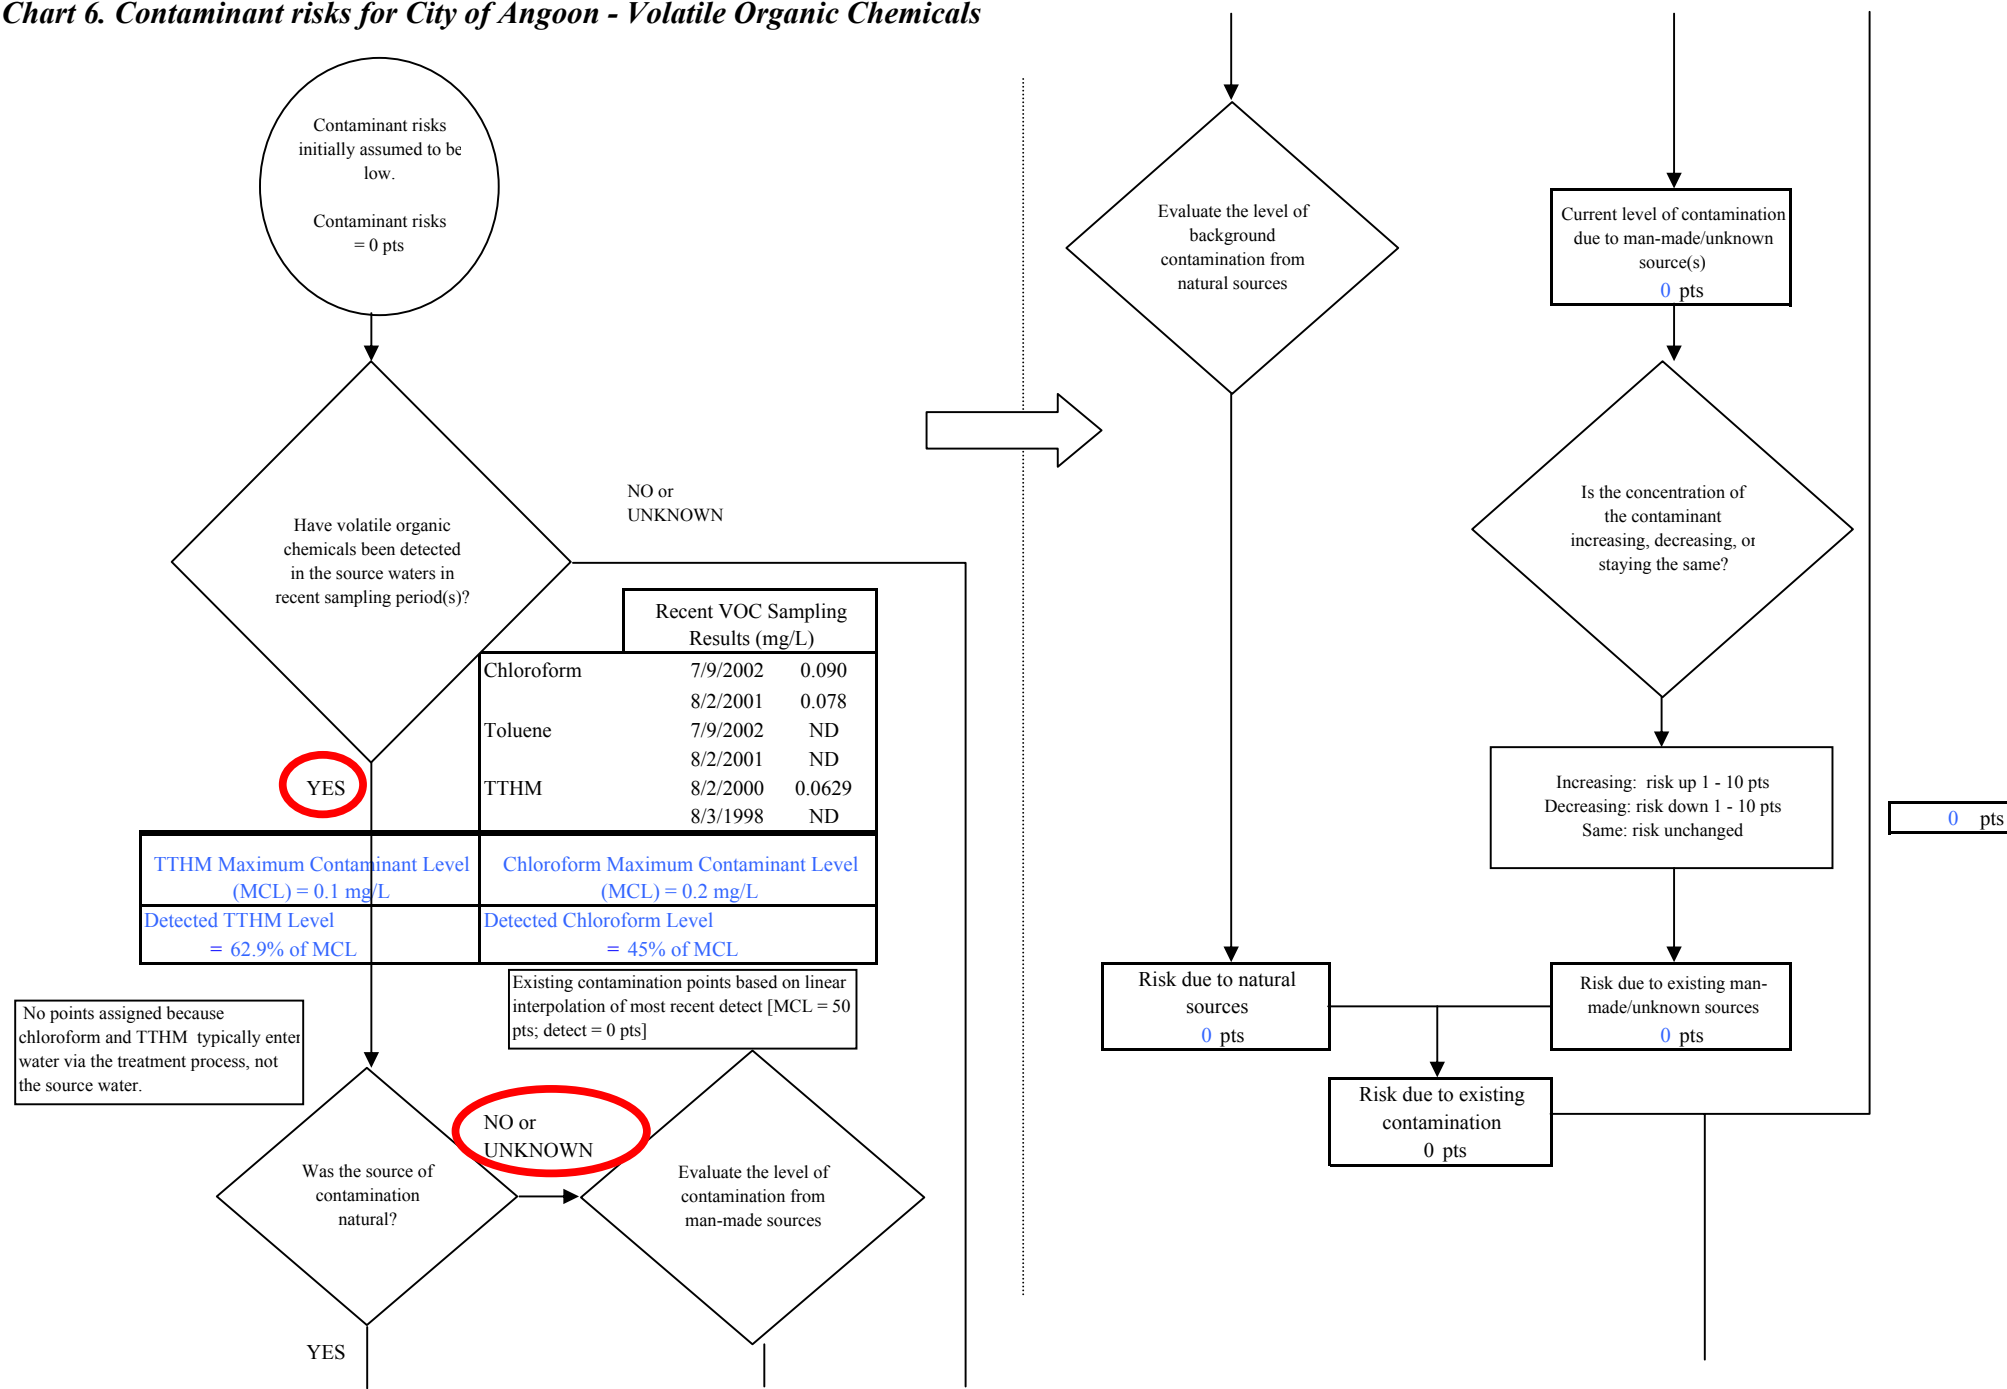 Chart 6. Contaminant risks for City of Angoon - Volatile Organic Chemicals
Contaminant risks
initially assumed to be
low.
Contaminant risks
= 0 pts
Have volatile organic
chemicals been detected
in the source waters in
recent sampling period(s)?
NO or
UNKNOWN
Recent VOC Sampling
Results (mg/L)
Chloroform 7/9/2002 0.090
8/2/2001 0.078
Toluene 7/9/2002 ND
8/2/2001 ND
TTHM 8/2/2000 0.0629
8/3/1998 ND
YES
TTHM Maximum Contaminant Level
(MCL) = 0.1 mg/L
Chloroform Maximum Contaminant Level
(MCL) = 0.2 mg/L
Detected TTHM Level
= 62.9% of MCL
Detected Chloroform Level
= 45% of MCL
Existing contamination points based on linear
interpolation of most recent detect [MCL = 50
pts; detect = 0 pts]
No points assigned because
chloroform and TTHM typically enter
water via the treatment process, not
the source water.
Was the source of
contamination
natural?
NO or
UNKNOWN
Evaluate the level of
contamination from
man-made sources
YES
Evaluate the level of
background
contamination from
natural sources
Current level of contamination
due to man-made/unknown
source(s)
0 pts
Is the concentration of
the contaminant
increasing, decreasing, or
staying the same?
Increasing: risk up 1 - 10 pts
Decreasing: risk down 1 - 10 pts
Same: risk unchanged
0 pts
Risk due to natural
sources
0 pts
Risk due to existing man-
made/unknown sources
0 pts
Risk due to existing
contamination
0 pts